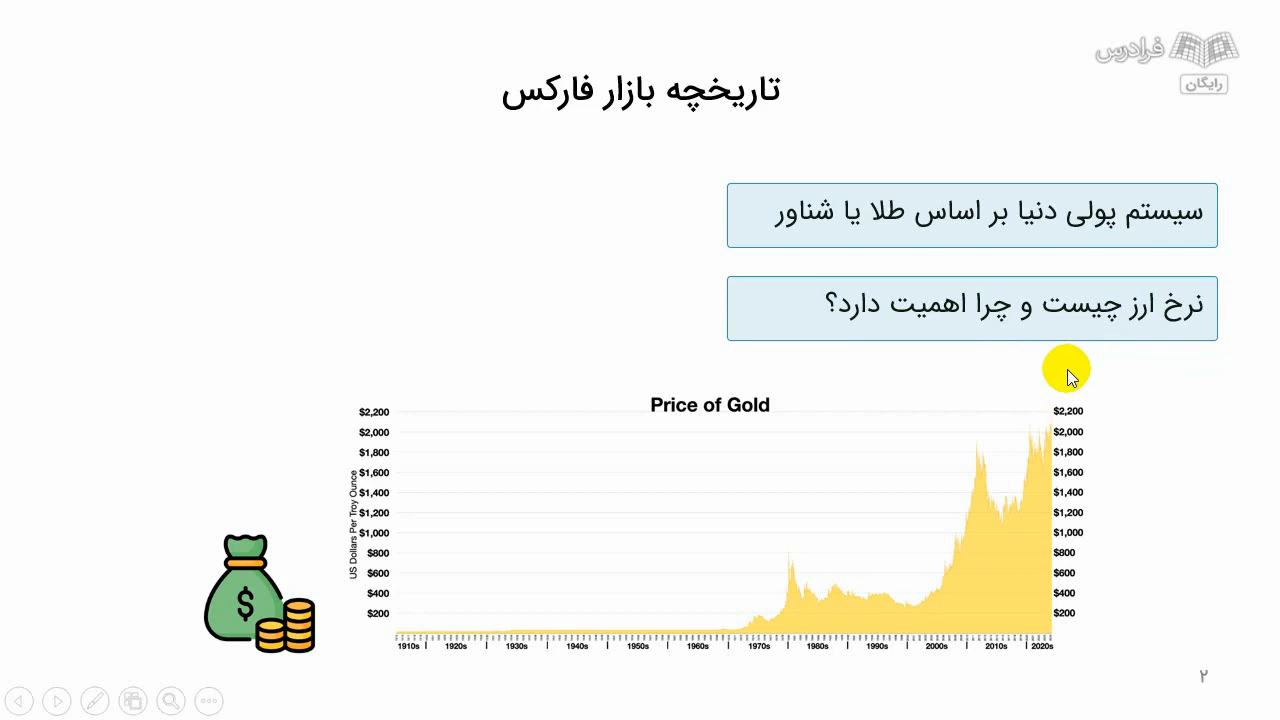 فرادرس
رایگان
تاریخچه بازار فارکس
سیستم پولی دنیا بر اساس طلا یا شناور
نرخ ارز چیست و چرا اهمیت دارد؟
Price of Gold
US Dollars Per Troy Ounce
$2,200 $2,200
$2,000 $2,000
$1,800 $1,800
$1,600 $1,600
$1,400 $1,400
$1,200 $1,200
$1,000 $1,000
$800 $800
$600 $600
$400 $400
$200 $200
1910s 1920s 1930s 1940s 1950s 1960s 1970s 1980s 1990s 2000s 2010s 2020s
$
۲